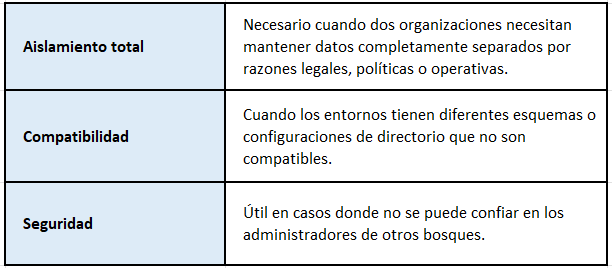 Aislamiento total
Necesario cuando dos organizaciones necesitan
mantener datos completamente separados por
razones legales, políticas o operativas.
Compatibilidad
Cuando los entornos tienen diferentes esquemas o
configuraciones de directorio que no son
compatibles.
Seguridad
Útil en casos donde no se puede confiar en los
administradores de otros bosques.